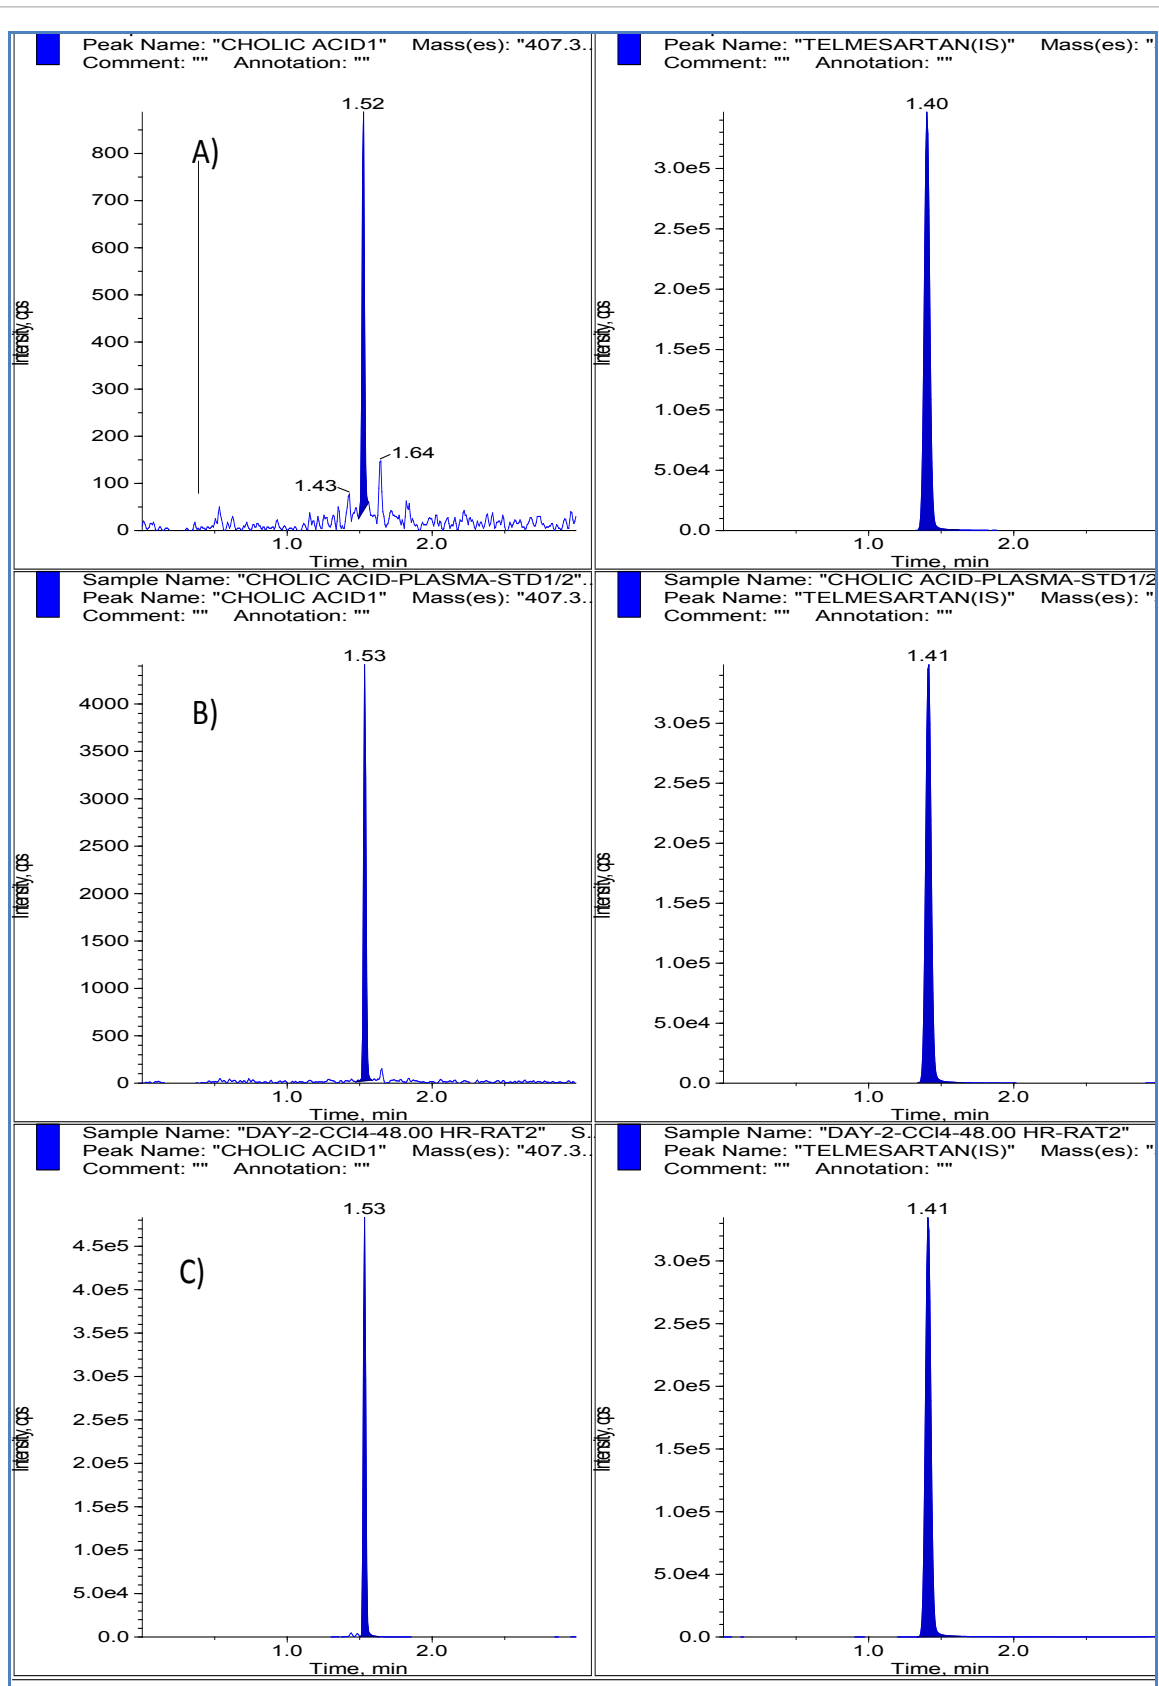 Peak Name: "CHOLIC ACID1" Mass(es): "407.3..
Comment: "" Annotation: ""
1.52
A)
800
700
600
500
400
300
200
100
0
1.43
1.64
Intensity, cps
1.0 2.0
Time, min
Peak Name: "TELMESARTAN(IS)" Mass(es): "
Comment: "" Annotation: ""
1.40
3.0e5
2.5e5
2.0e5
1.5e5
1.0e5
5.0e4
0.0
Intensity, cps
1.0 2.0
Time, min
Sample Name: "CHOLIC ACID-PLASMA-STD1/2"..
Peak Name: "CHOLIC ACID1" Mass(es): "407.3..
Comment: "" Annotation: ""
1.53
B)
4000
3500
3000
2500
2000
1500
1000
500
0
Intensity, cps
1.0 2.0
Time, min
Sample Name: "CHOLIC ACID-PLASMA-STD1/2
Peak Name: "TELMESARTAN(IS)" Mass(es): "
Comment: "" Annotation: ""
1.41
3.0e5
2.5e5
2.0e5
1.5e5
1.0e5
5.0e4
0.0
Intensity, cps
1.0 2.0
Time, min
Sample Name: "DAY-2-CCl4-48.00 HR-RAT2" S..
Peak Name: "CHOLIC ACID1" Mass(es): "407.3..
Comment: "" Annotation: ""
1.53
C)
4.5e5
4.0e5
3.5e5
3.0e5
2.5e5
2.0e5
1.5e5
1.0e5
5.0e4
0.0
Intensity, cps
1.0 2.0
Time, min
Sample Name: "DAY-2-CCl4-48.00 HR-RAT2"
Peak Name: "TELMESARTAN(IS)" Mass(es): "
Comment: "" Annotation: ""
1.41
3.0e5
2.5e5
2.0e5
1.5e5
1.0e5
5.0e4
0.0
Intensity, cps
1.0 2.0
Time, min